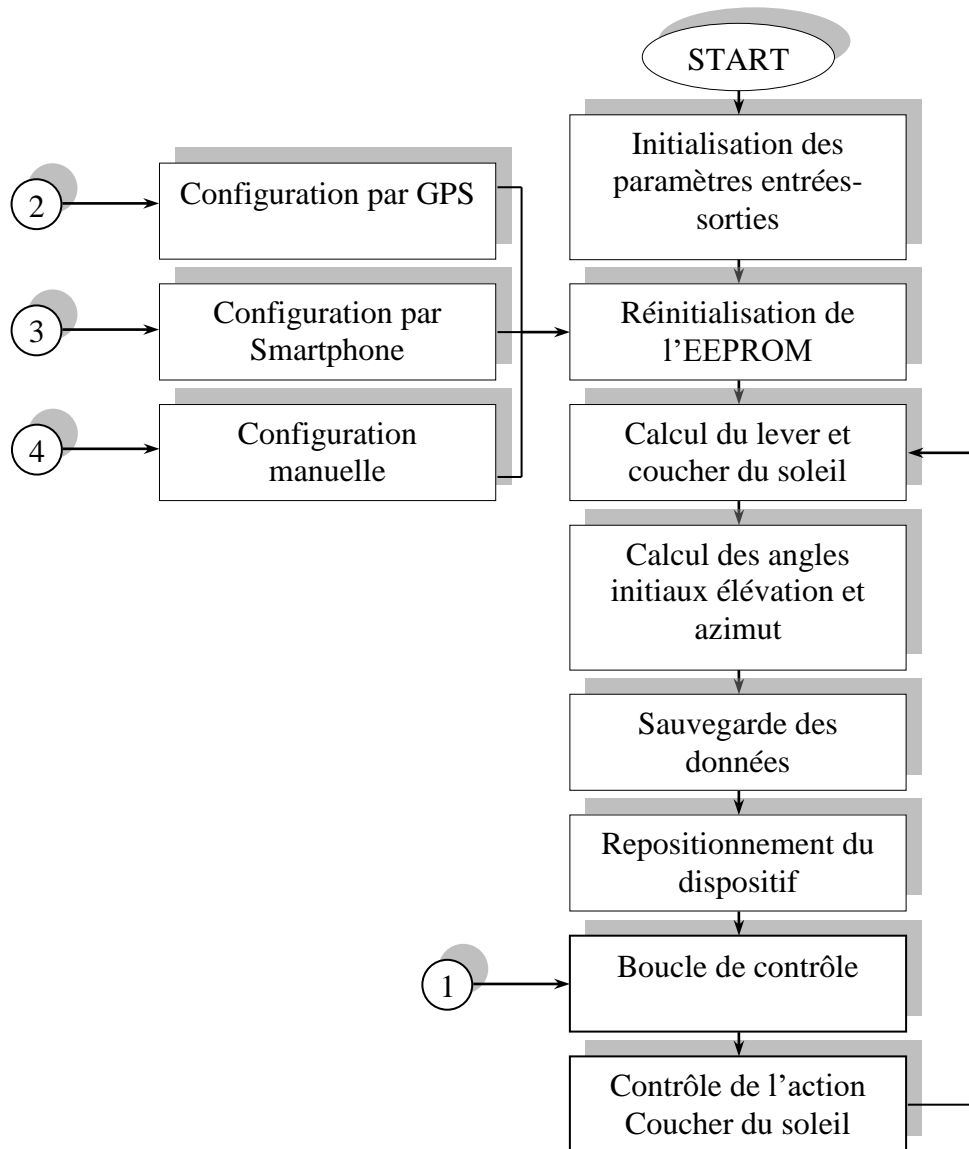 START
Initialisation des
paramètres entrées-
sorties
2
Configuration par GPS
3
Configuration par
Smartphone
Réinitialisation de
l’EEPROM
4
Configuration
manuelle
Calcul du lever et
coucher du soleil
Calcul des angles
initiaux élévation et
azimut
Sauvegarde des
données
Repositionnement du
dispositif
1
Boucle de contrôle
Contrôle de l’action
Coucher du soleil